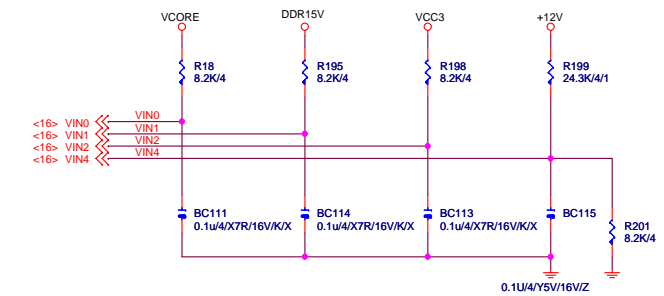 VCORE
DDR15V
VCC3
+12V
R18
8.2K/4
R195
8.2K/4
R198
8.2K/4
R199
24.3K/4/1
<16> VIN0 VIN0
<16> VIN1 VIN1
<16> VIN2 VIN2
<16> VIN4 VIN4
BC111
0.1u/4/X7R/16V/K/X
BC114
0.1u/4/X7R/16V/K/X
BC113
0.1u/4/X7R/16V/K/X
BC115
R201
8.2K/4
0.1U/4/Y5V/16V/Z